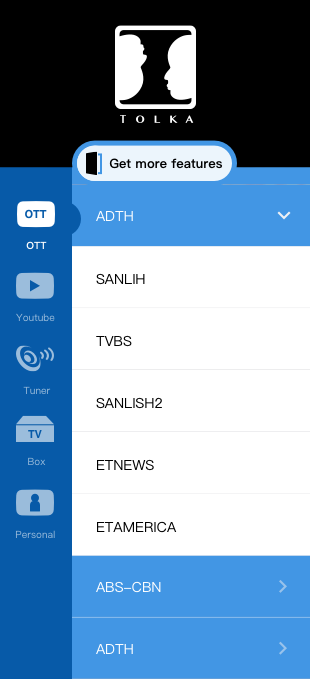 TOLKA
Get more features
OTT
OTT
Youtube
Tuner
TV
Box
Personal
ADTH
SANLIH
TVBS
SANLISH2
ETNEWS
ETAMERICA
ABS-CBN
ADTH